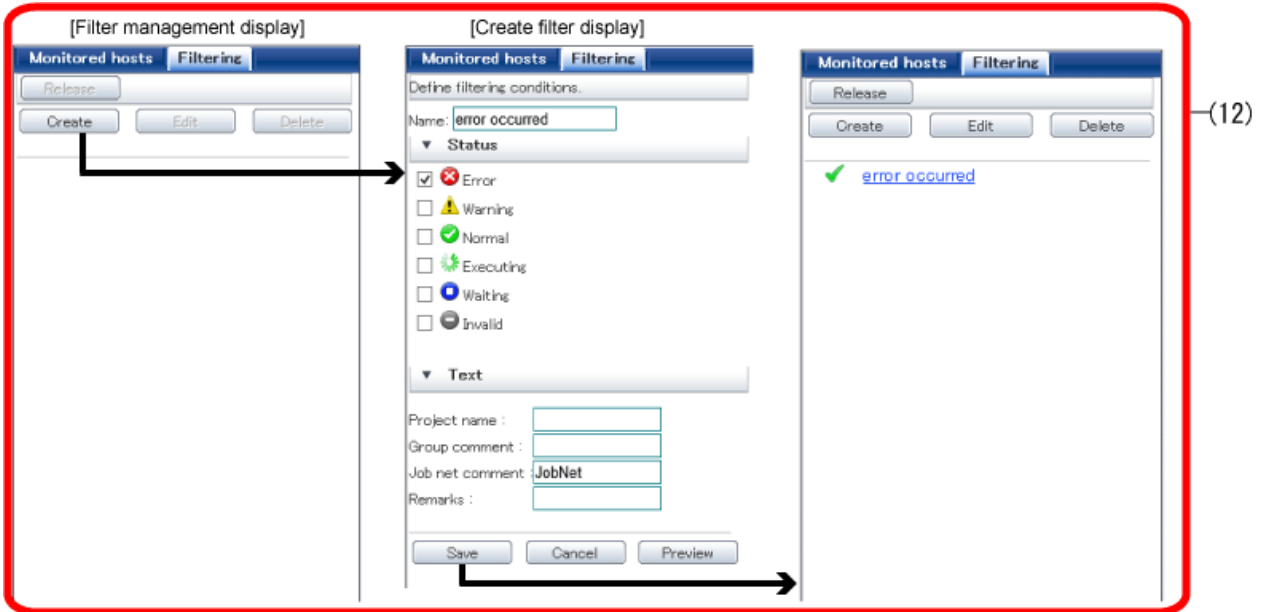 [Filter management display]
Monitored hosts Filtering
Release
Create Edit Delete
[Create filter display]
Monitored hosts Filtering
Define filtering conditions.
Name: error occurred
▼ Status
Error
Warning
Normal
Executing
Waiting
Invalid
▼ Text
Project name :
Group comment :
Job net comment : JobNet
Remarks :
Save Cancel Preview
Monitored hosts Filtering
Release
Create Edit Delete
error occurred
(12)